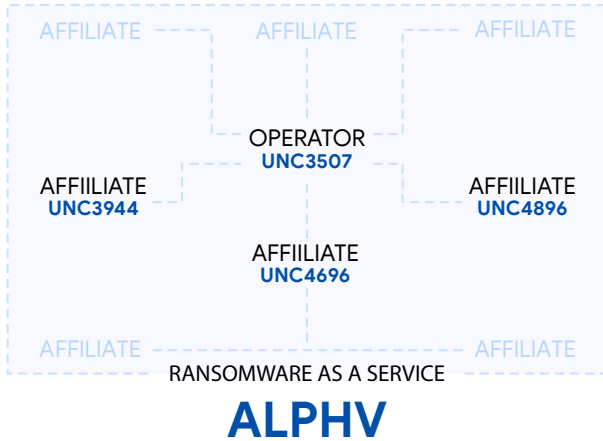 AFFILIATE
AFFILIATE
AFFILIATE
OPERATOR
UNC3507
AFFIILIATE
UNC3944
AFFIILIATE
UNC4896
AFFIILIATE
UNC4696
AFFILIATE
AFFILIATE
RANSOMWARE AS A SERVICE
ALPHV